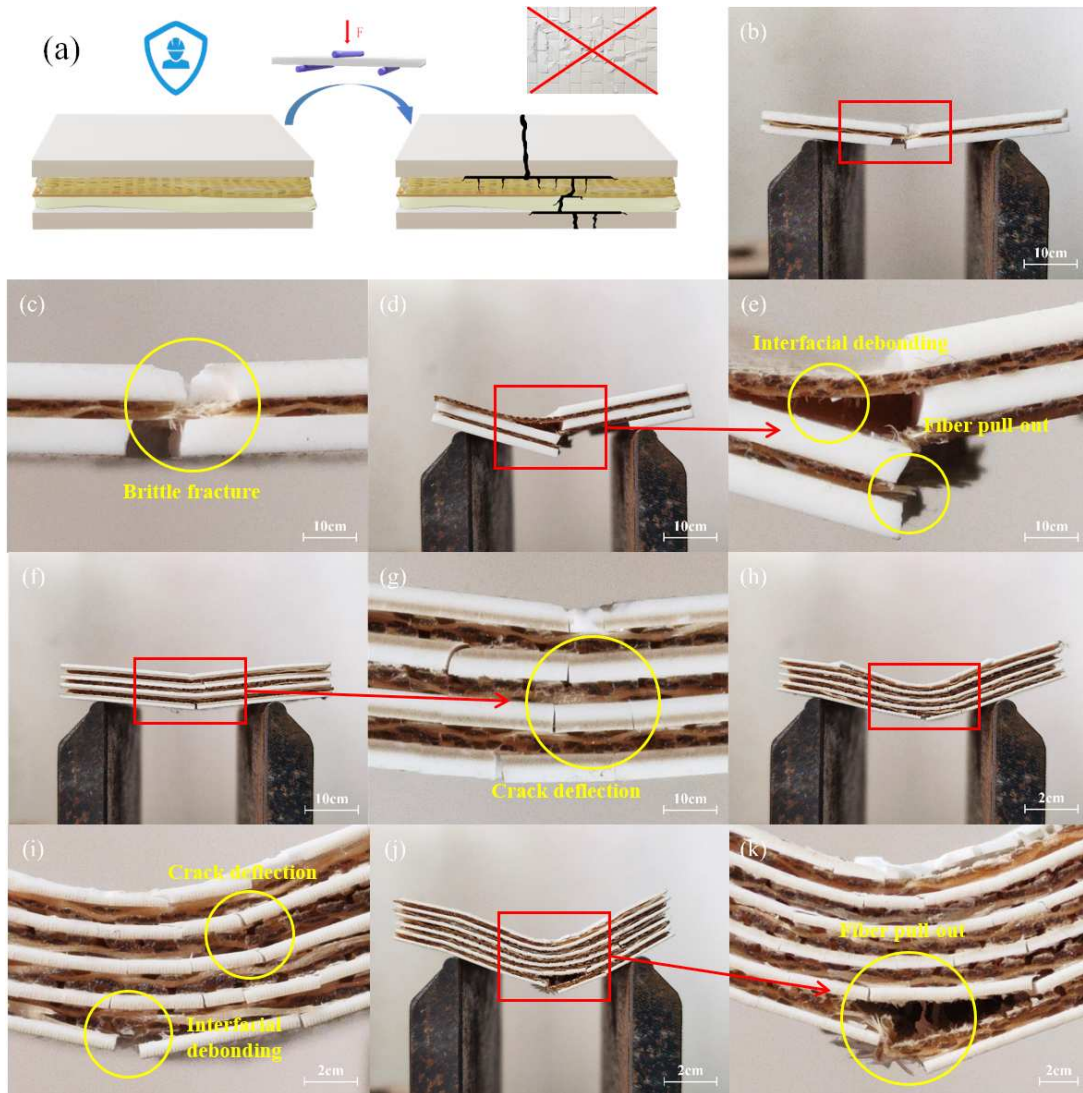 (a)
F
(b)
10cm
(c)
Brittle fracture
10cm
(d)
10cm
(e)
Interfacial debonding
Fiber pull out
10cm
(f)
10cm
(g)
Crack deflection
10cm
(h)
2cm
(i)
Crack deflection
Interfacial
debonding
2cm
(j)
2cm
(k)
Fiber pull out
2cm